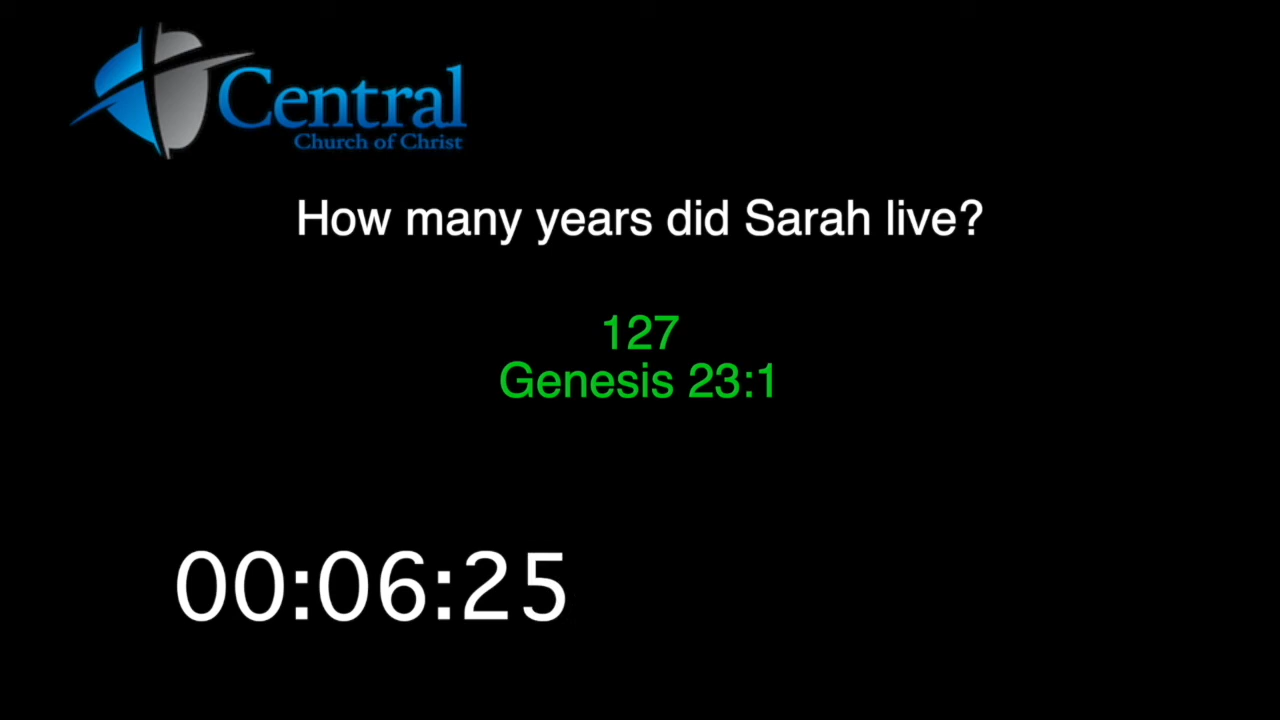 Central
Church of Christ
How many years did Sarah live?
127
Genesis 23:1
00:06:25